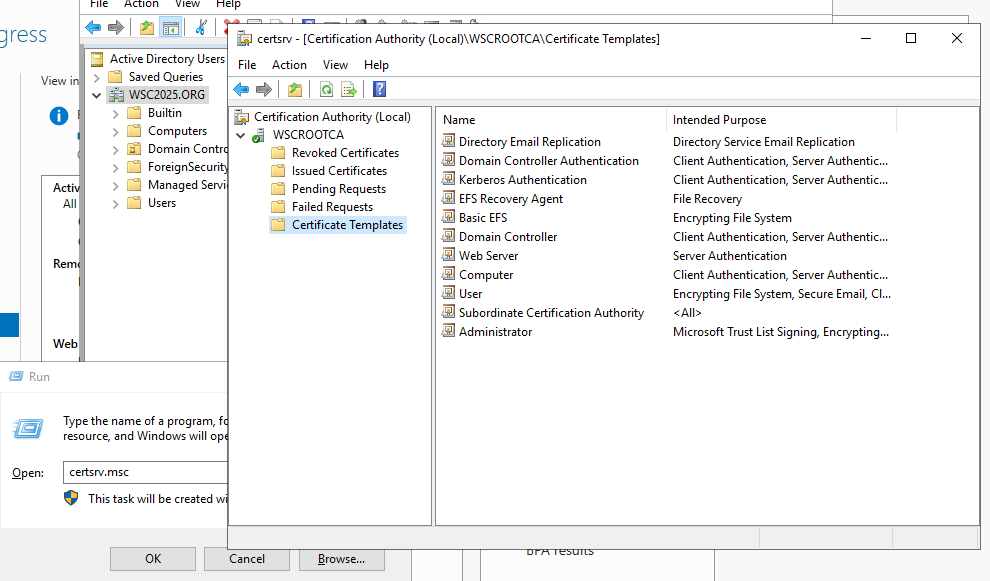 File Action View Help
gress
certsrv - [Certification Authority (Local)\WSCROOTCA\Certificate Templates]
File Action View Help
Active Directory Users
Saved Queries
WSC2025.ORG
Builtin
Computers
Domain Contro
ForeignSecurity
Managed Servi
Users
View in
Activ
All
Remo
Web
Certification Authority (Local)
WSCROOTCA
Revoked Certificates
Issued Certificates
Pending Requests
Failed Requests
Certificate Templates
Name Intended Purpose
Directory Email Replication Directory Service Email Replication
Domain Controller Authentication Client Authentication, Server Authentic...
Kerberos Authentication Client Authentication, Server Authentic...
EFS Recovery Agent File Recovery
Basic EFS Encrypting File System
Domain Controller Client Authentication, Server Authentic...
Web Server Server Authentication
Computer Client Authentication, Server Authentic...
User Encrypting File System, Secure Email, Cl...
Subordinate Certification Authority <All>
Administrator Microsoft Trust List Signing, Encrypting...
Run
Type the name of a program, fo
resource, and Windows will ope
Open: certsrv.msc
This task will be created wi
OK Cancel Browse...
BPA results